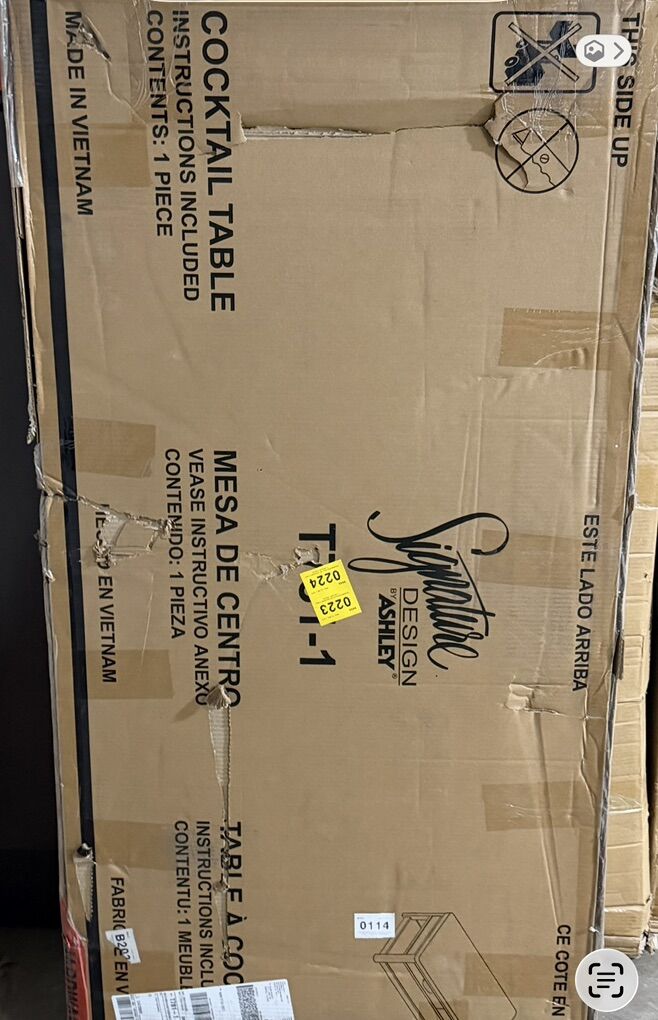 THIS SIDE UP
COCKTAIL TABLE
INSTRUCTIONS INCLUDED
CONTENTS: 1 PIECE
MADE IN VIETNAM
ESTE LADO ARRIBA
Signature
DESIGN
BY ASHLEY®
-1
0224
0223
MESA DE CENTRO
VEASE INSTRUCTIVO ANEXO
CONTENIDO: 1 PIEZA
EN VIETNAM
CE COTE EN
0114
TABLE À COC
INSTRUCTIONS INCLU
CONTENTU: 1 MEUBL